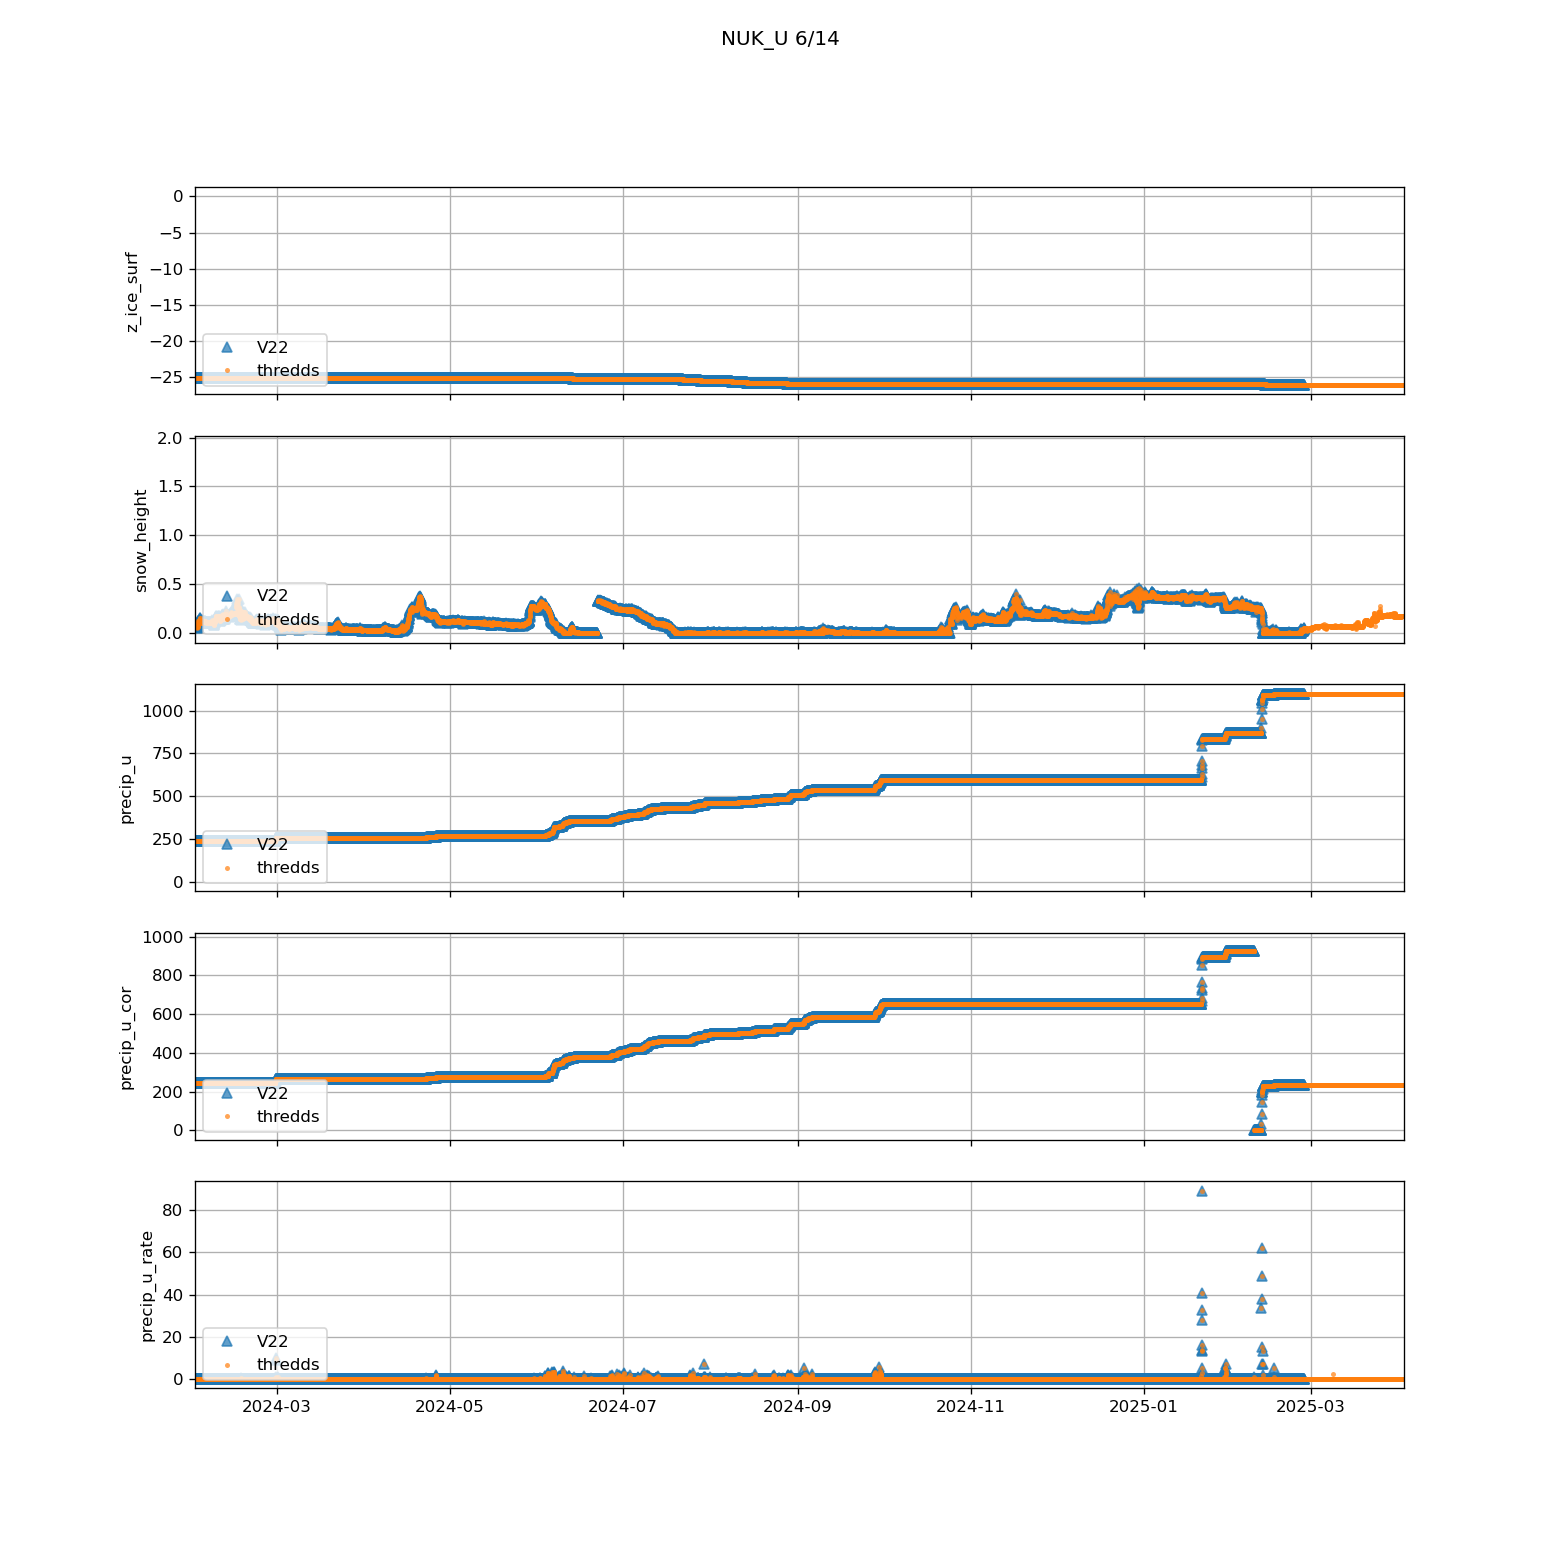 NUK_U 6/14
0
−5
−10
−15
−20
−25
z_ice_surf
V22
thredds
2.0
1.5
1.0
0.5
0.0
snow_height
V22
thredds
1000
750
500
250
0
precip_u
V22
thredds
1000
800
600
400
200
0
precip_u_cor
V22
thredds
80
60
40
20
0
precip_u_rate
V22
thredds
2024-03 2024-05 2024-07 2024-09 2024-11 2025-01 2025-03